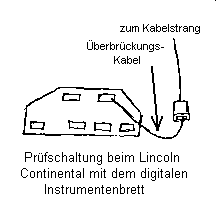 zum Kabelstrang
Überbrückungs-
Kabel
Prüfschaltung beim Lincoln
Continental mit dem digitalen
Instrumentenbrett